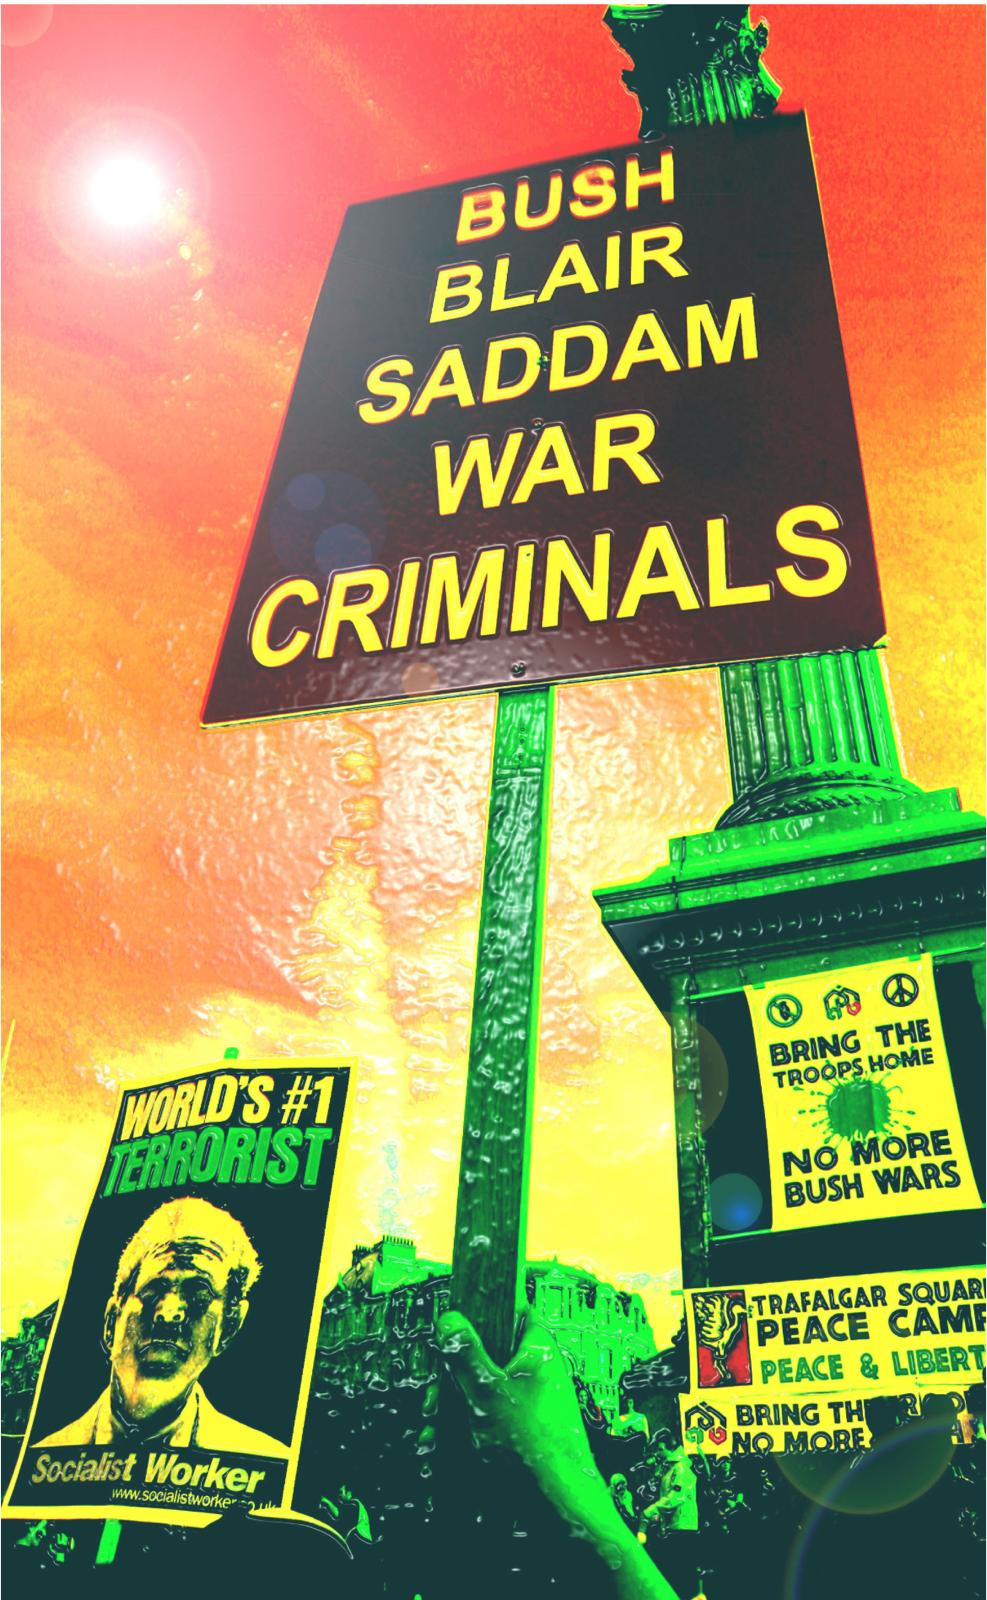 BUSH
BLAIR
SADDAM
WAR
CRIMINALS
WORLD'S #1
TERRORIST
Socialist Worker
BRING THE
TROOPS HOME
NO MORE
BUSH WARS
TRAFALGAR SQUAR
PEACE CAMP
PEACE & LIBERT
BRING TH
NO MORE